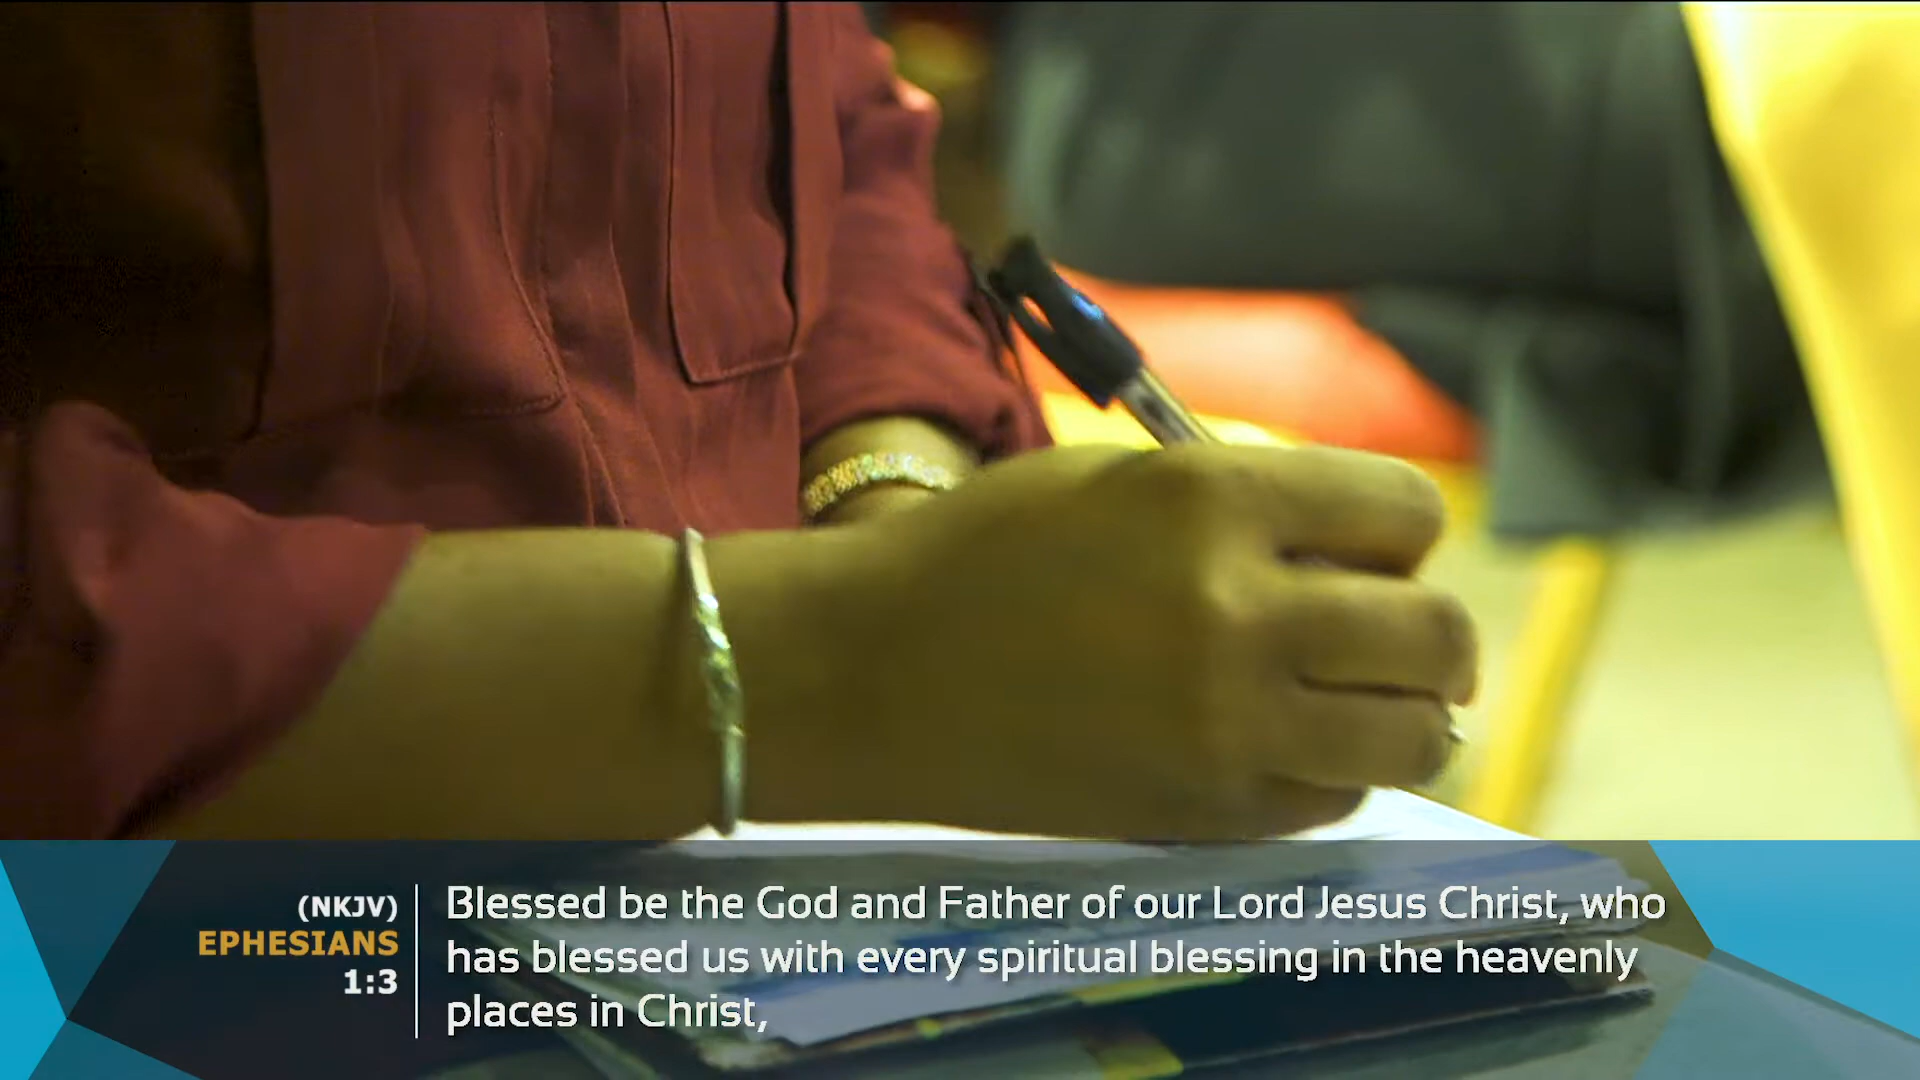 (NKJV)
EPHESIANS
1:3
Blessed be the God and Father of our Lord Jesus Christ, who
has blessed us with every spiritual blessing in the heavenly
places in Christ,